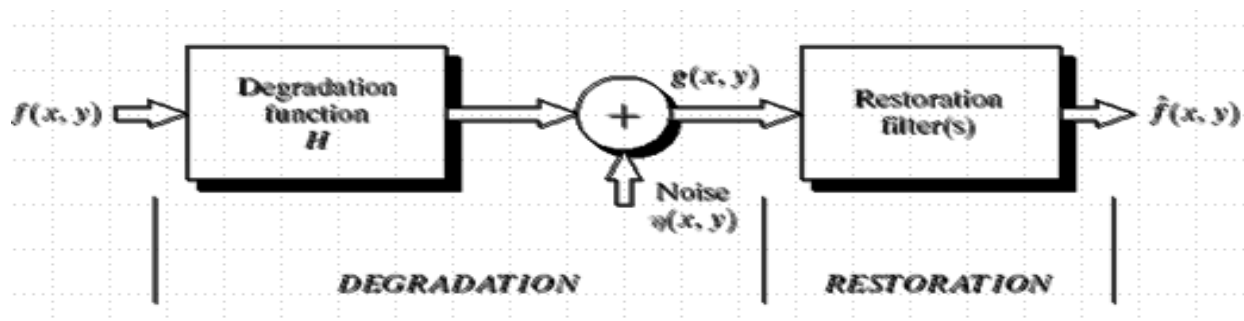 f(x, y)
Degradation
function
H
+
g(x, y)
Noise
η(x, y)
Restoration
filter(s)
f̂(x, y)
DEGRADATION
RESTORATION